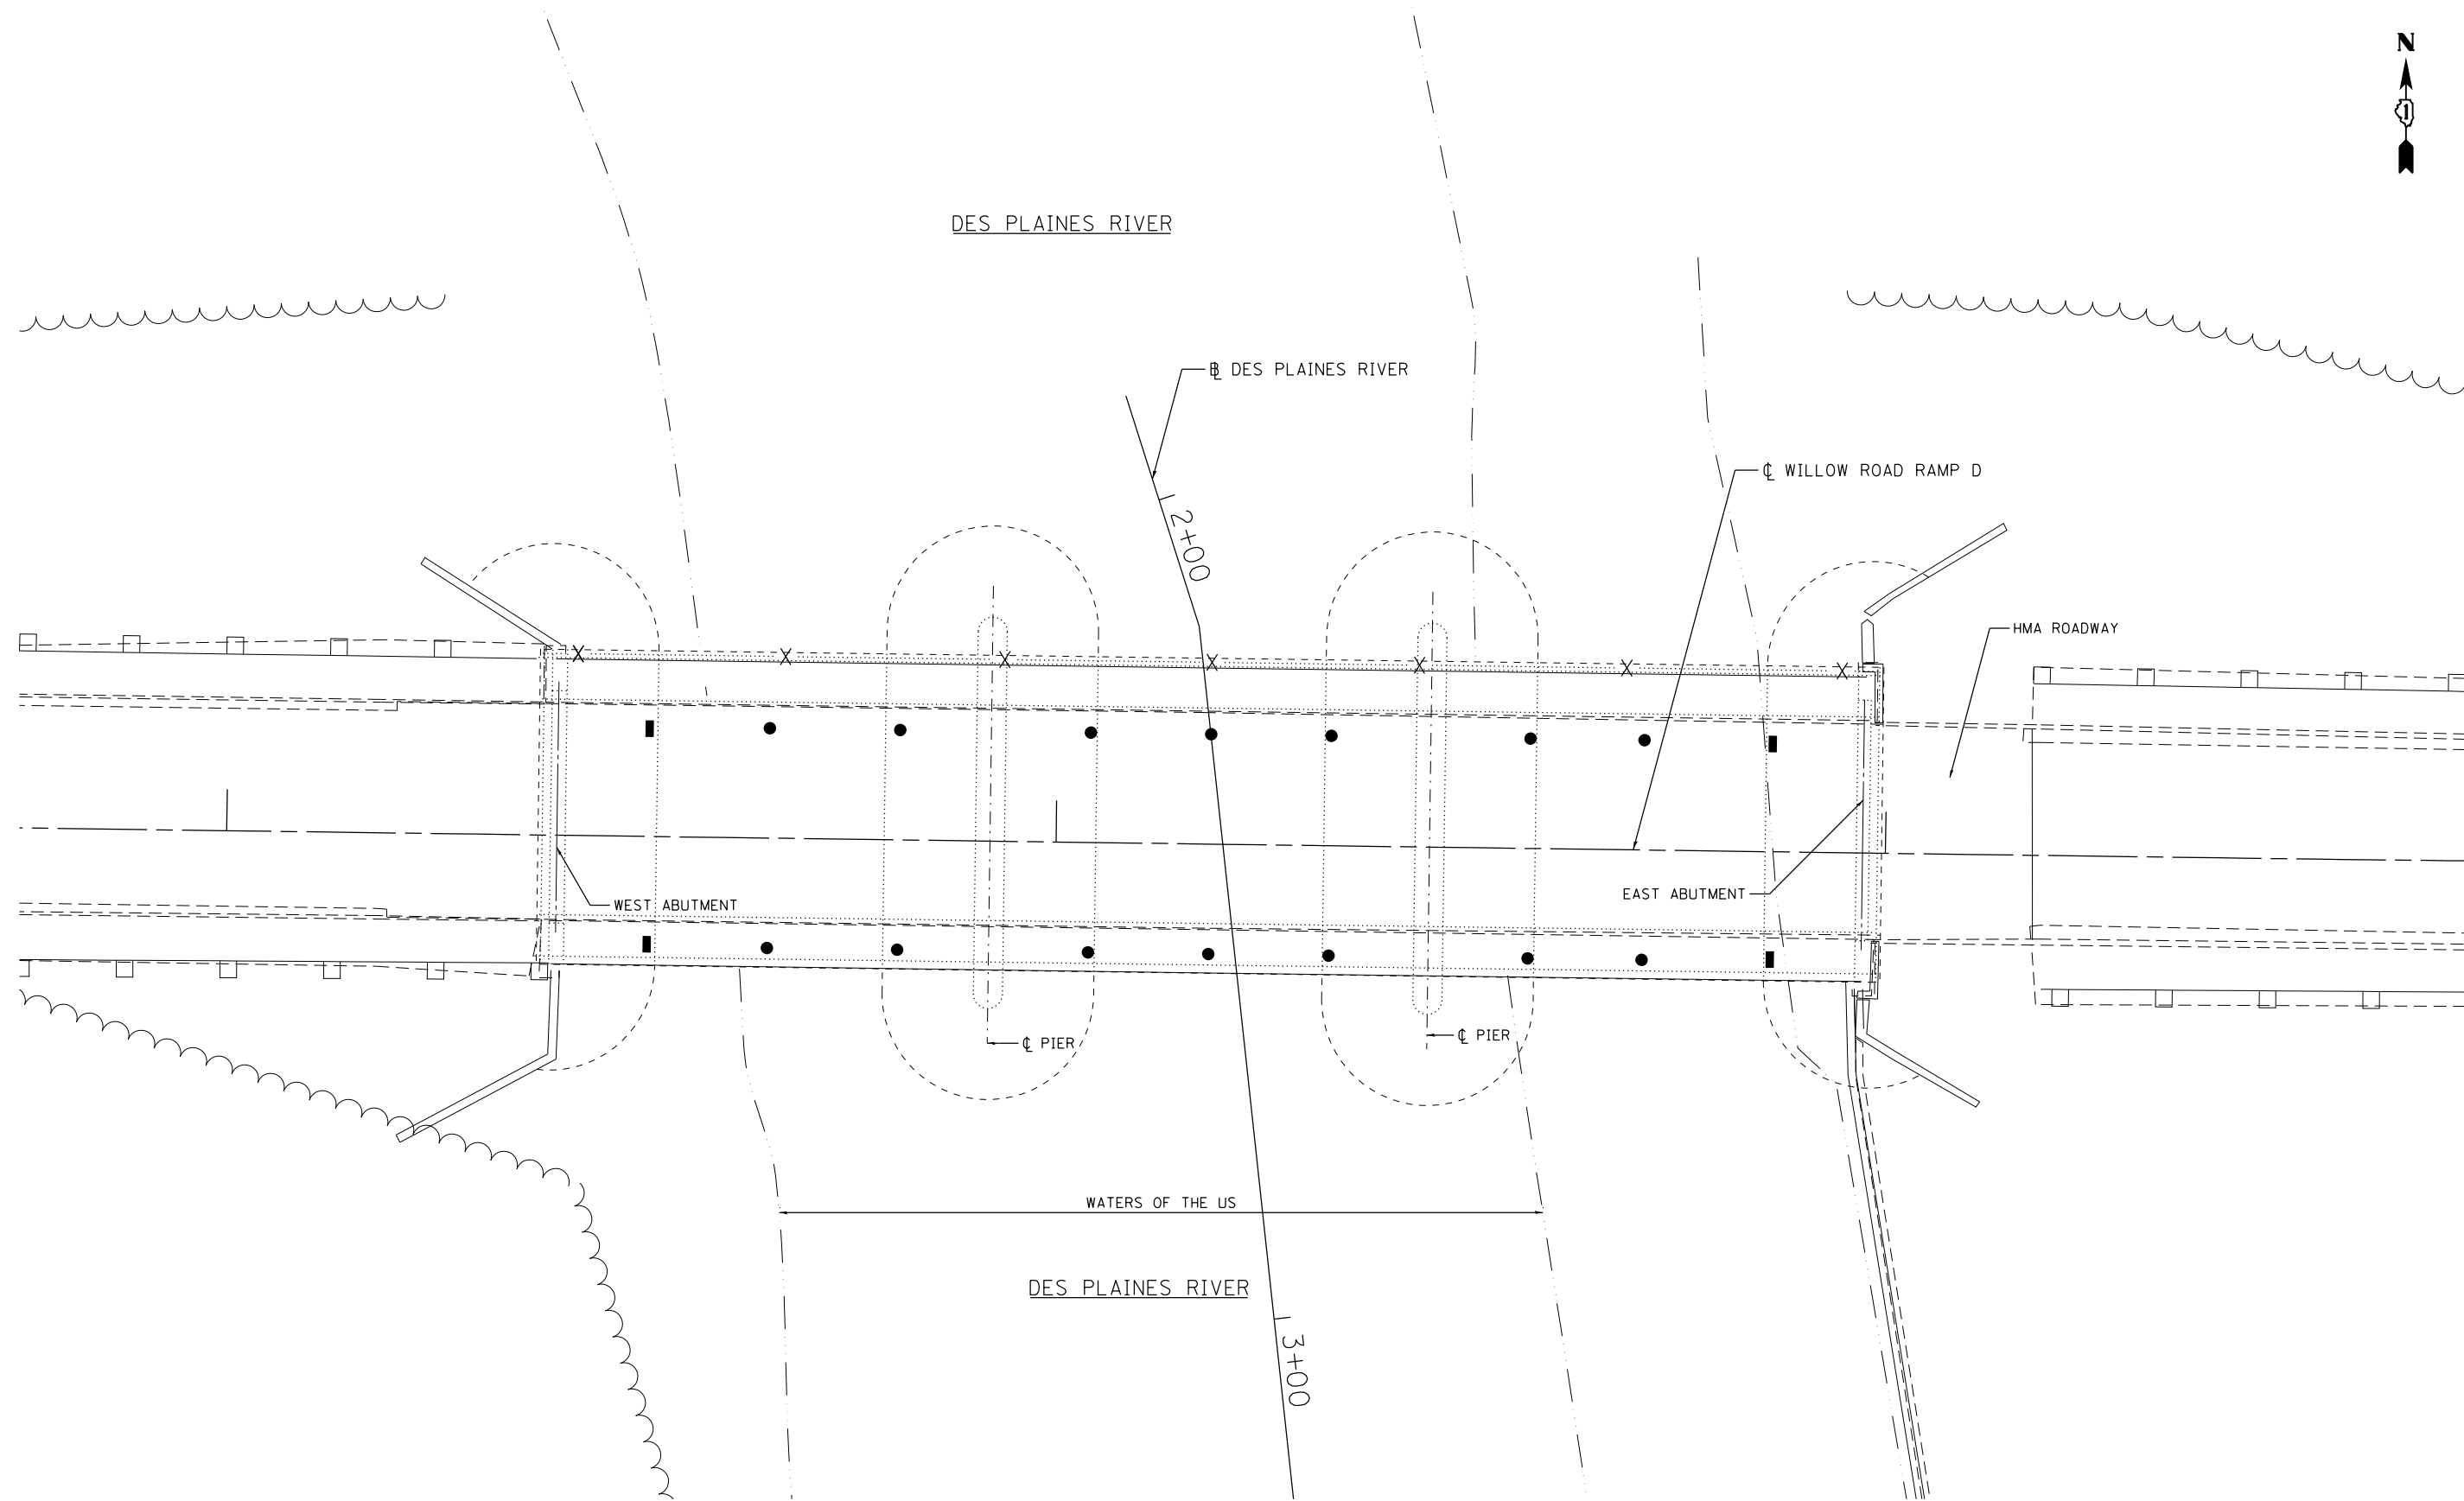 N
DES PLAINES RIVER
℄ DES PLAINES RIVER
℄ WILLOW ROAD RAMP D
2+00
HMA ROADWAY
WEST ABUTMENT
EAST ABUTMENT
℄ PIER
℄ PIER
WATERS OF THE US
DES PLAINES RIVER
3+00